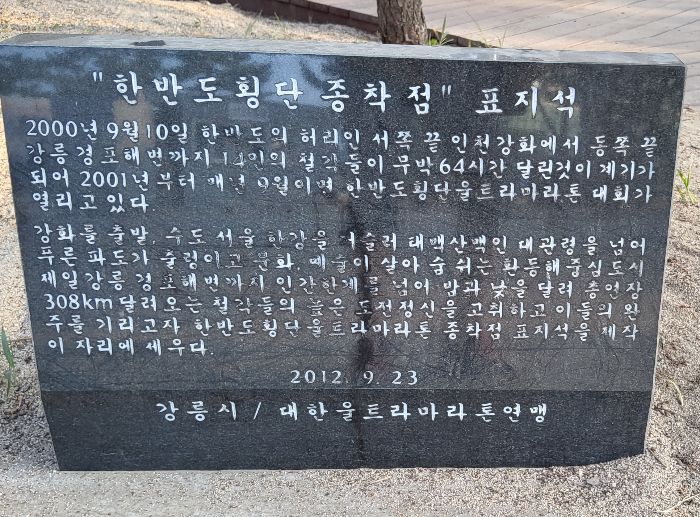 "한반도횡단 종착점" 표지석
2000년 9월10일 한반도의 허리인 서쪽 끝 인천강화에서 동쪽 끝
강릉 경포해변까지 14인의 철각들이 무박 64시간 달린것이 계기가
되어 2001년 부터 매년 9월이면 한반도횡단울트라마라톤 대회가
열리고 있다.
강화를 출발, 수도 서울 한강을 거슬러 태백산백인 대관령을 넘어
푸른 파도가 출렁이고 문화, 예술이 살아 숨 쉬는 환동해 중심도시
제일강릉 경포해변까지 인간한계를 넘어 밤과 낮을 달려 총연장
308km 달려 오는 철각들의 높은 도전정신을 고취하고 이들의 완
주를 기리고자 한반도횡단 울트라마라톤 종착점 표지석을 제작
이 자리에 세우다.
2012. 9. 23
강릉시 / 대한울트라마라톤연맹